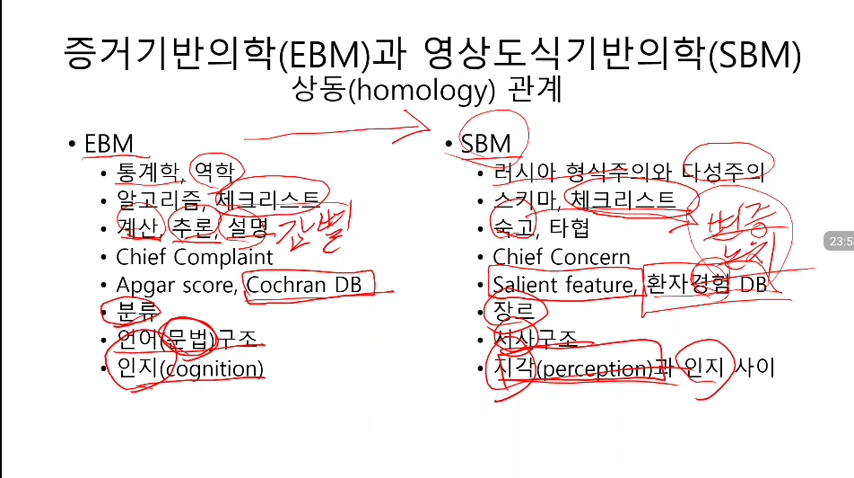 증거기반의학(EBM)과 영상도식기반의학(SBM)
상동(homology) 관계
• EBM
• 통계학, 역학
• 알고리즘, 체크리스트
• 계산, 추론, 설명
감별
• Chief Complaint
• Apgar score, Cochran DB
• 분류
• 언어(문법)구조
• 인지(cognition)
• SBM
• 러시아 형식주의와 다성주의
• 스키마, 체크리스트
• 숙고, 타협
변증
논치
• Chief Concern
• Salient feature, 환자경험 DB
• 장르
• 서사구조
• 지각(perception)과 인지 사이
23:5